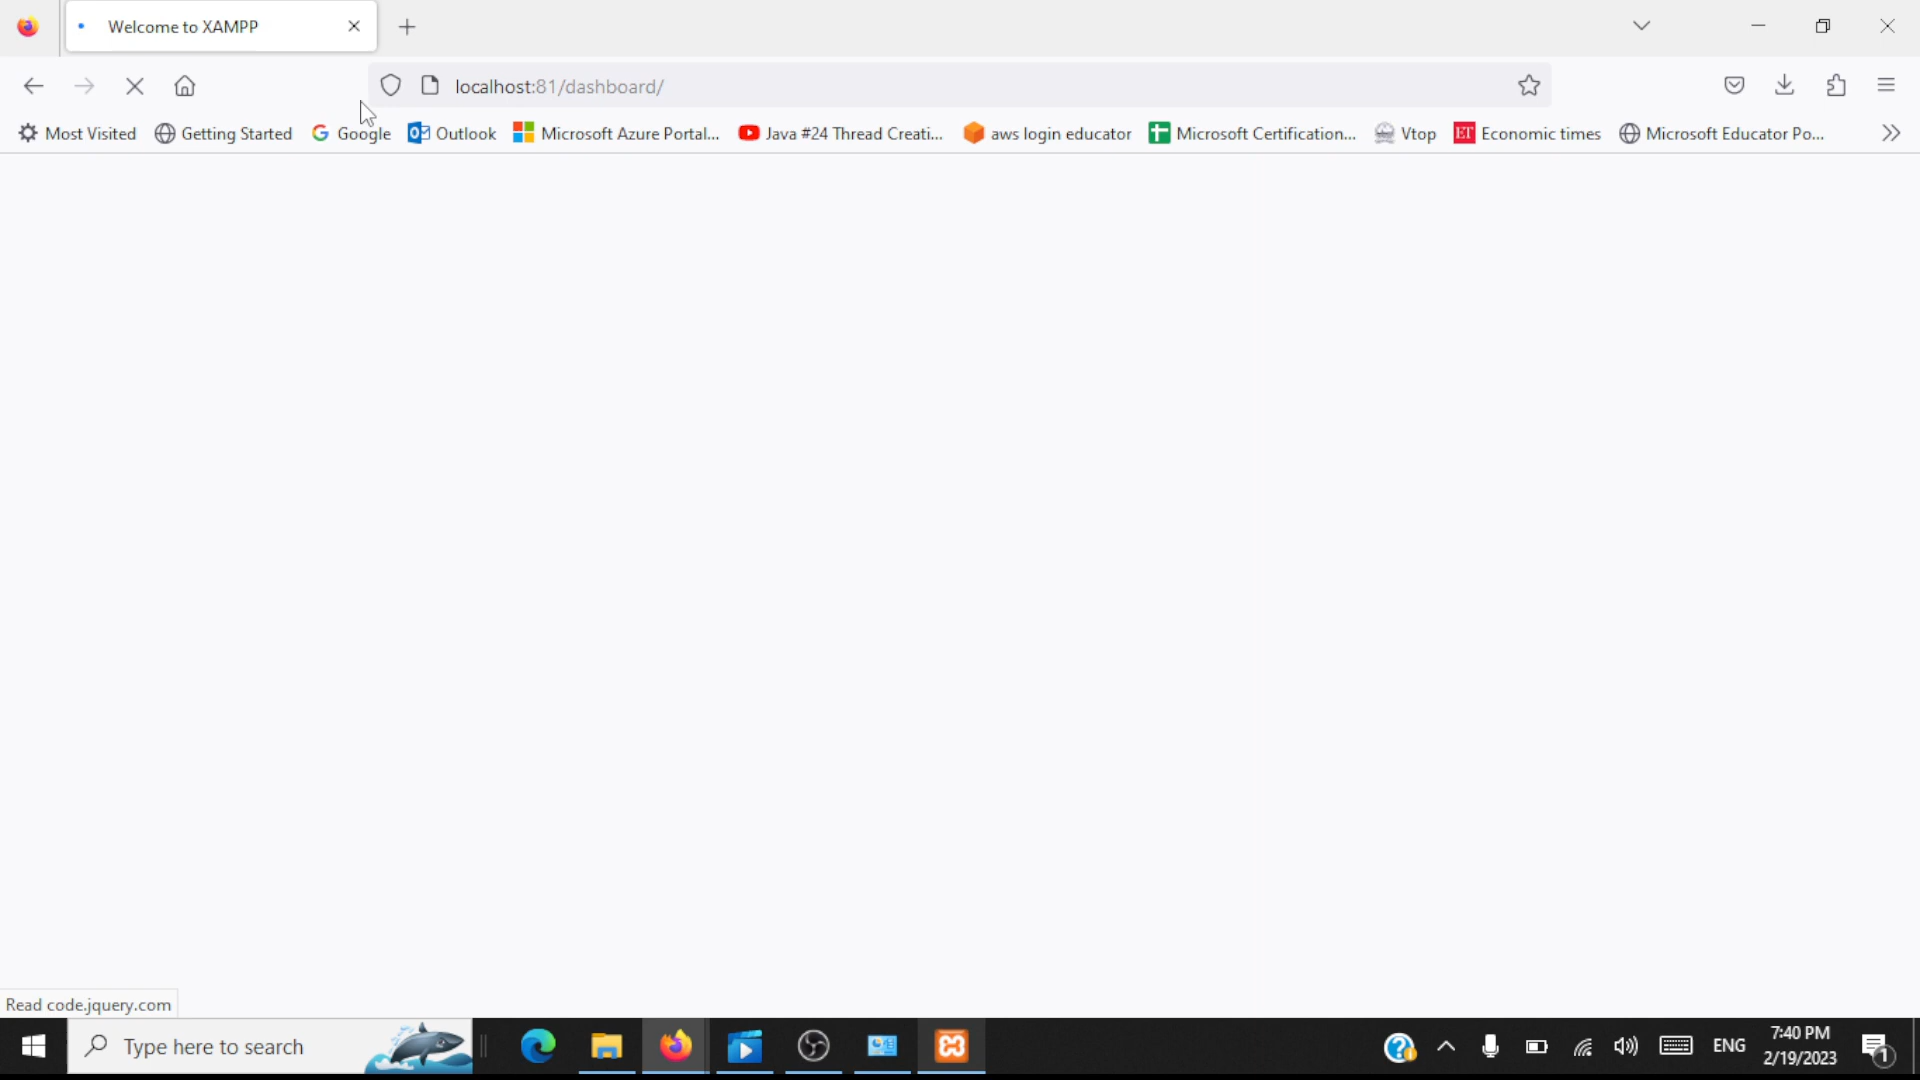 Welcome to XAMPP
localhost:81/dashboard/
Most Visited Getting Started Google Outlook Microsoft Azure Portal... Java #24 Thread Creati... aws login educator Microsoft Certification... Vtop ET Economic times Microsoft Educator Po...
Read code.jquery.com
Type here to search
ENG
7:40 PM
2/19/2023
1